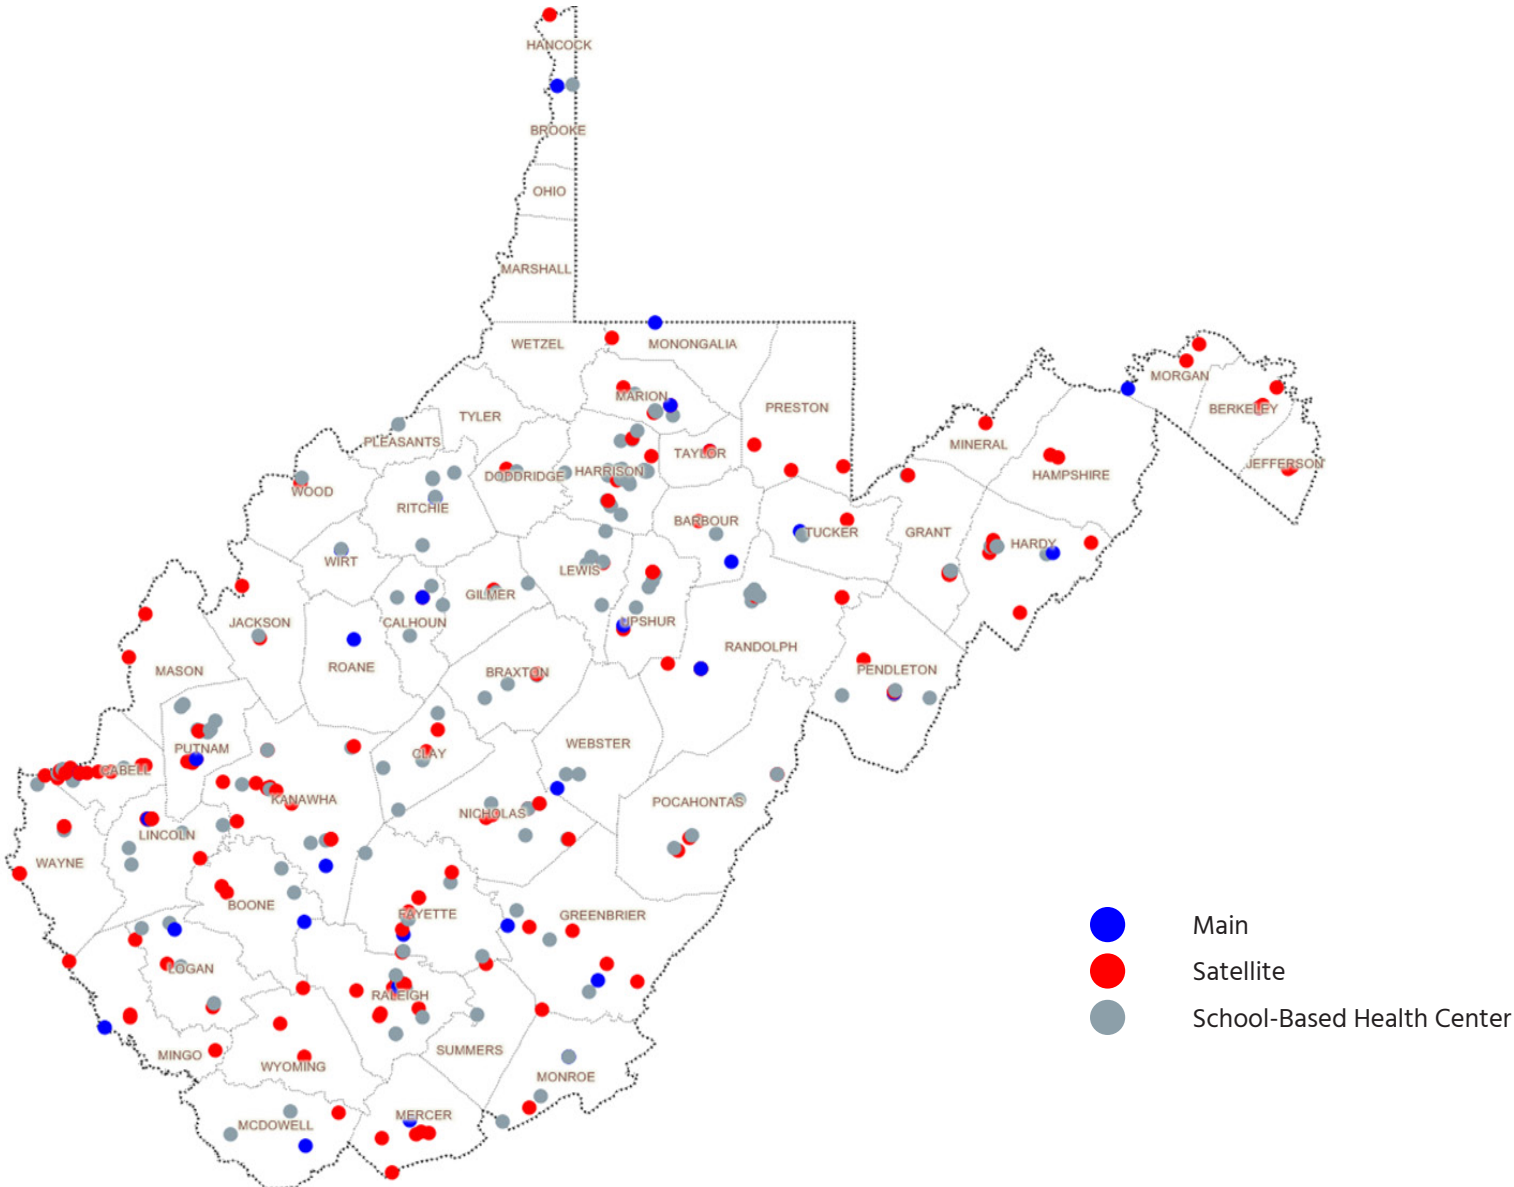 HANCOCK
BROOKE
OHIO
MARSHALL
WETZEL
MONONGALIA
MORGAN
MARION
BERKELEY
PRESTON
TYLER
PLEASANTS
MINERAL
TAYLOR
JEFFERSON
HARRISON
HAMPSHIRE
DODDRIDGE
WOOD
RITCHIE
BARBOUR
TUCKER
GRANT
HARDY
WIRT
LEWIS
GILMER
JACKSON
CALHOUN
UPSHUR
RANDOLPH
ROANE
MASON
PENDLETON
BRAXTON
WEBSTER
PUTNAM
CLAY
CABELL
KANAWHA
POCAHONTAS
NICHOLAS
LINCOLN
WAYNE
BOONE
FAYETTE
GREENBRIER
LOGAN
RALEIGH
SUMMERS
MINGO
WYOMING
MONROE
MERCER
MCDOWELL
Main
Satellite
School-Based Health Center